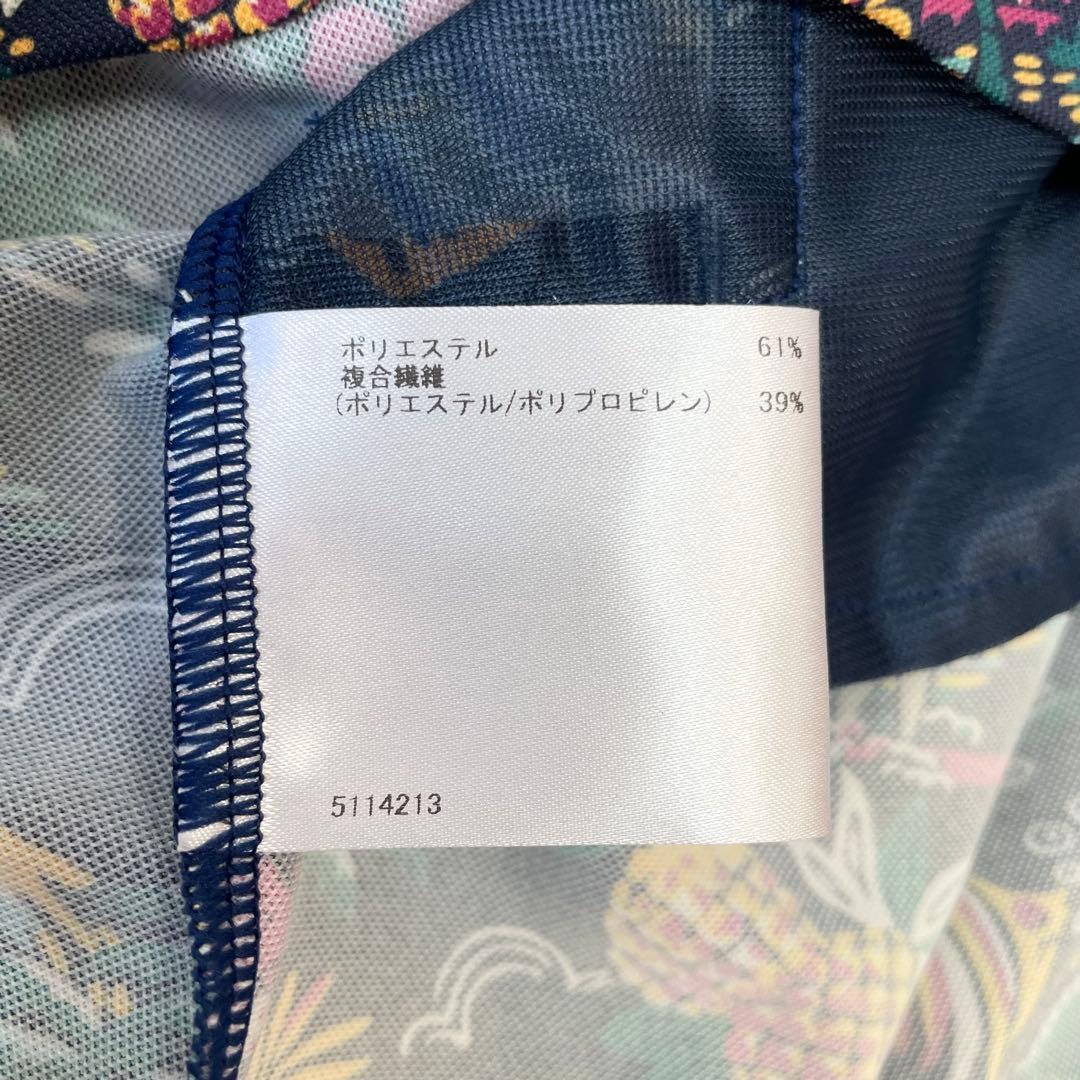 ポリエステル 61%
複合繊維
(ポリエステル/ポリプロピレン) 39%
5114213